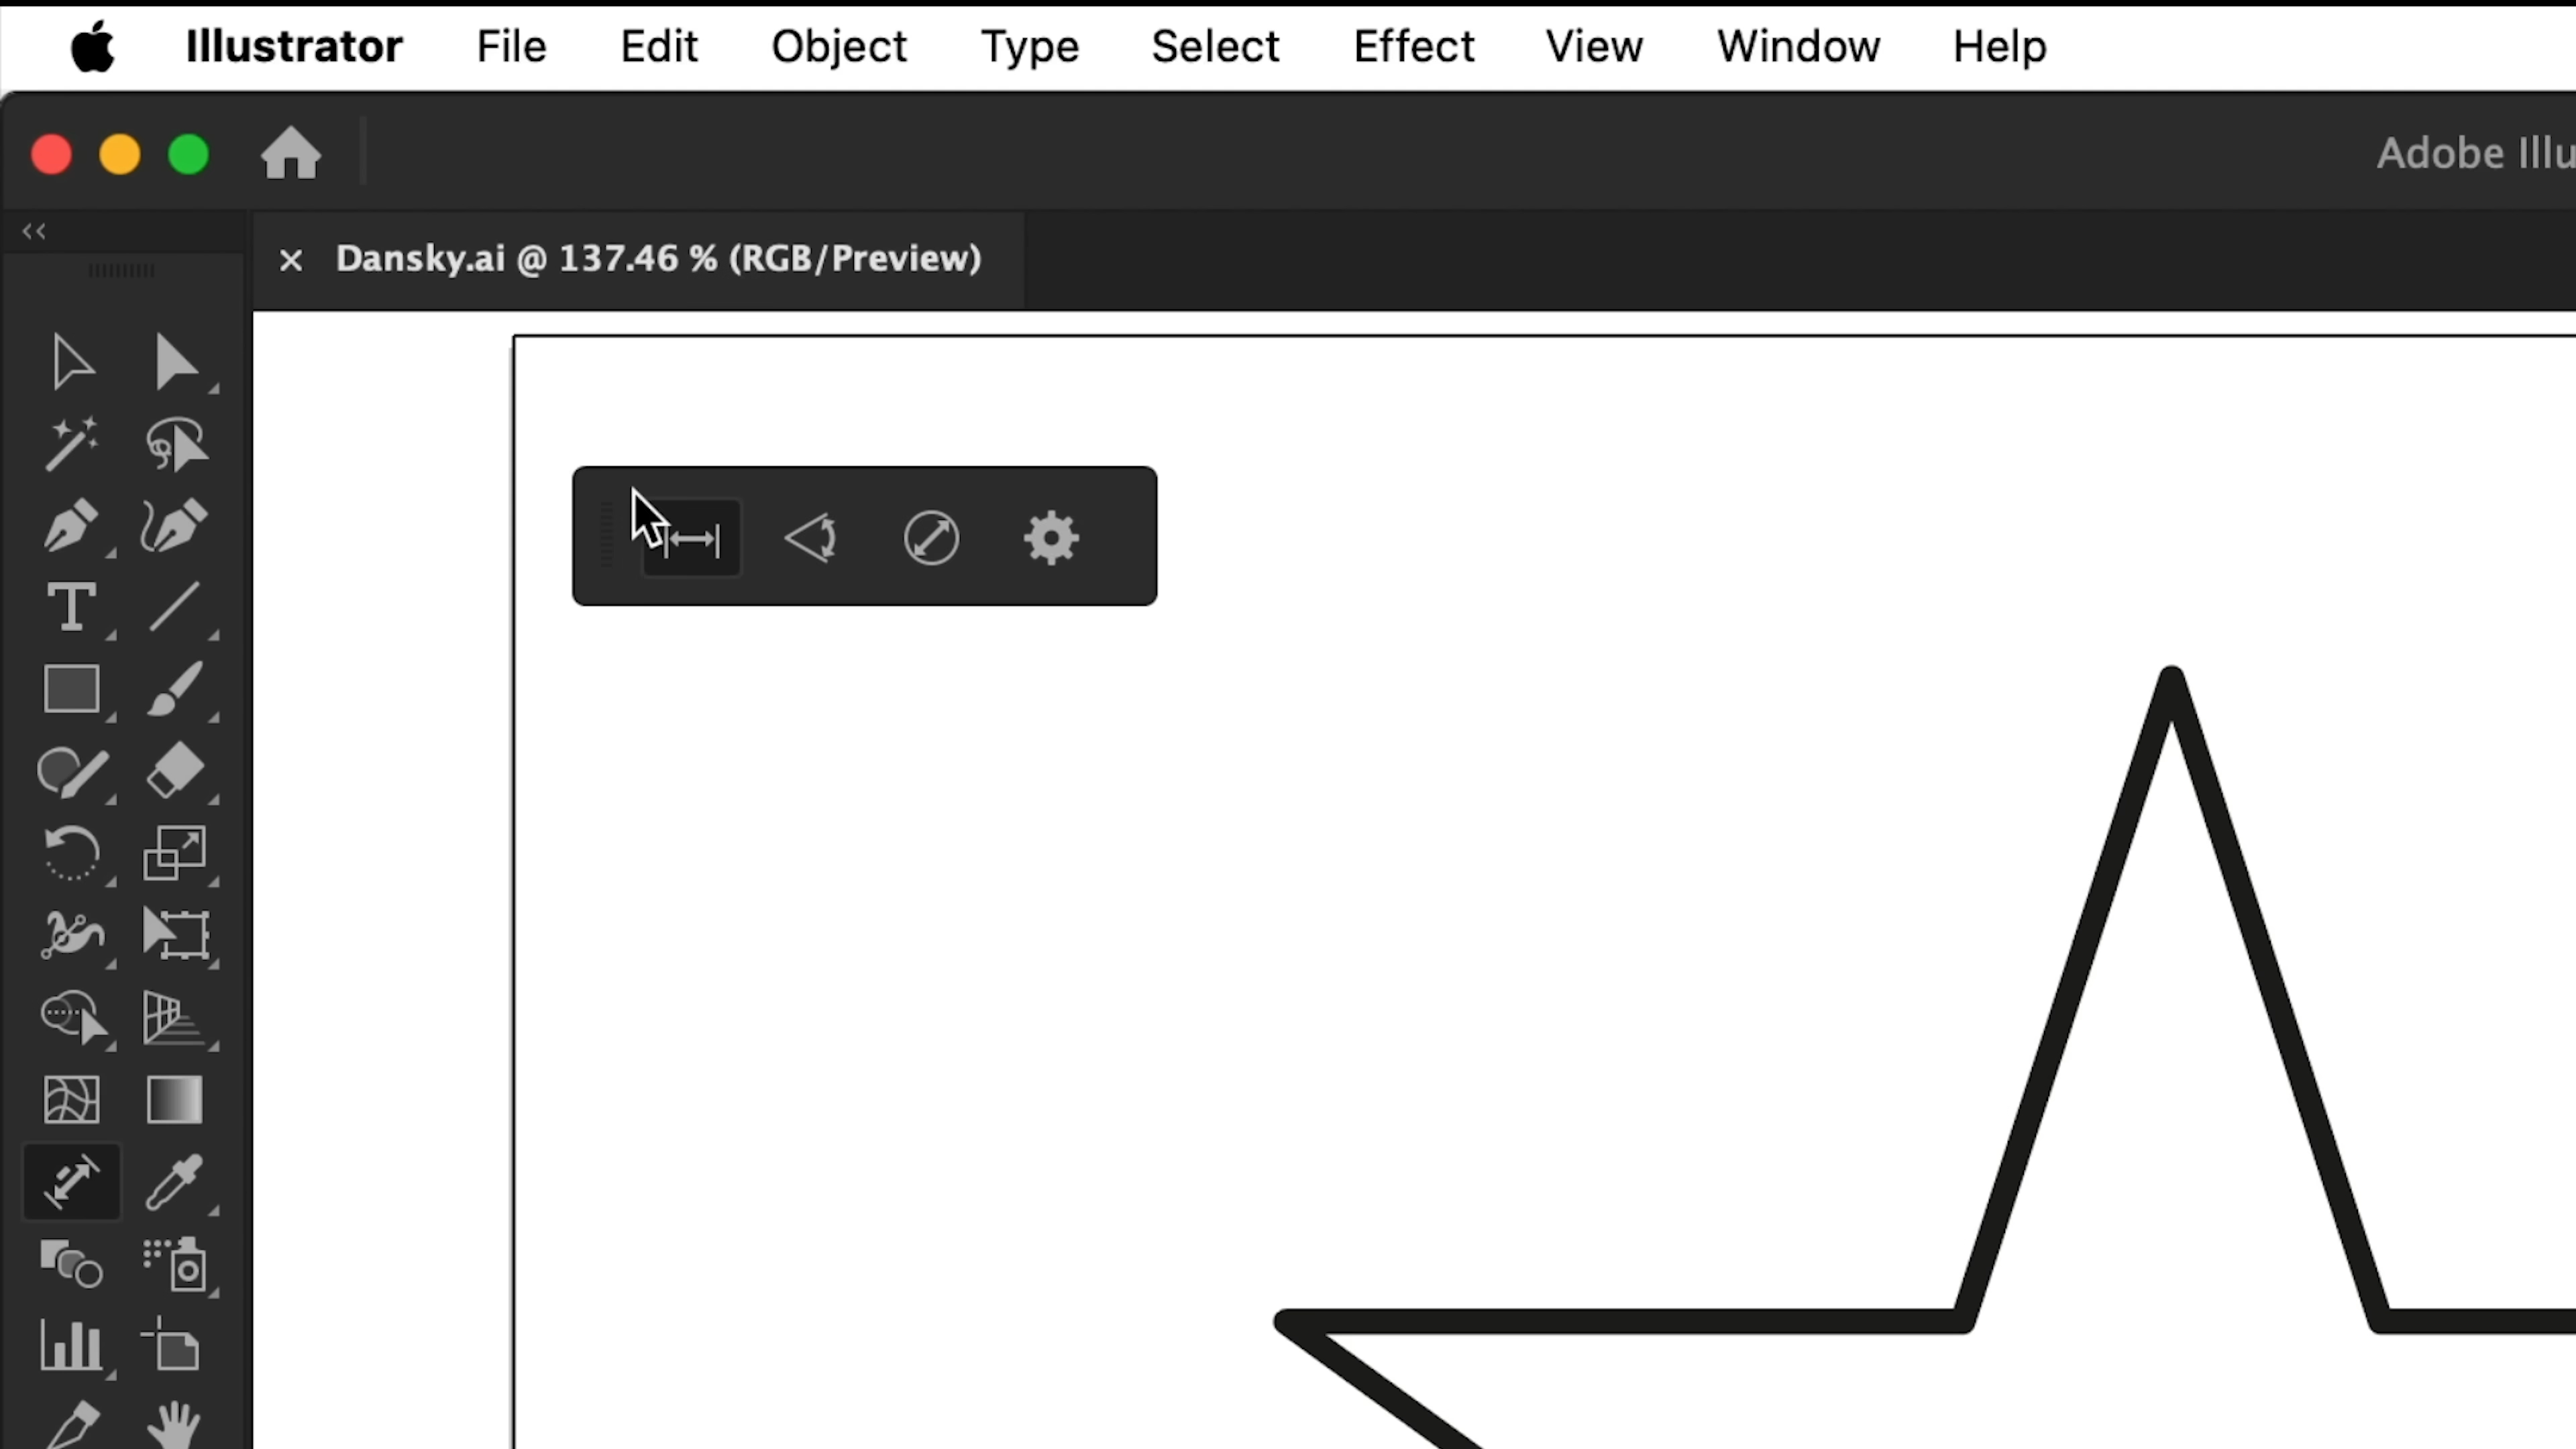 Illustrator File Edit Object Type Select Effect View Window Help
Adobe Illu
Dansky.ai @ 137.46 % (RGB/Preview)